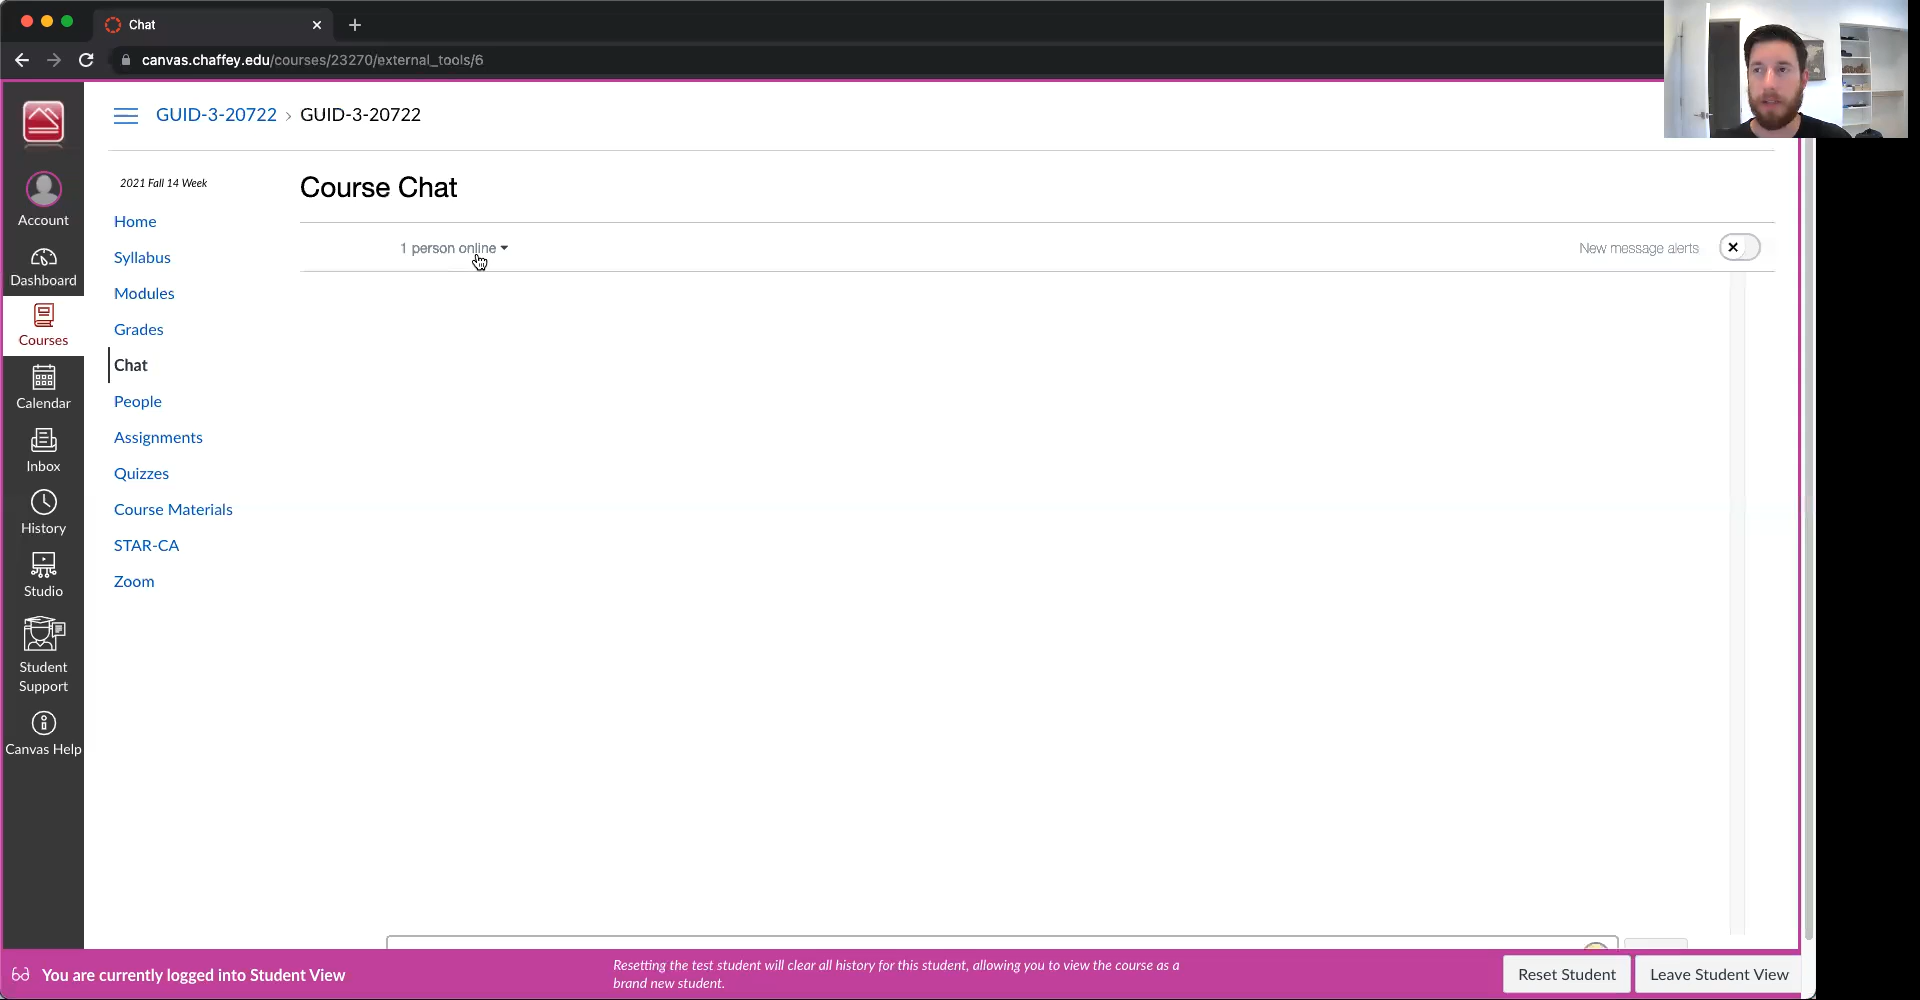 Chat
canvas.chaffey.edu/courses/23270/external_tools/6
GUID-3-20722 › GUID-3-20722
Account
Dashboard
Courses
Calendar
Inbox
History
Studio
Student
Support
Canvas Help
2021 Fall 14 Week
Home
Syllabus
Modules
Grades
Chat
People
Assignments
Quizzes
Course Materials
STAR-CA
Zoom
Course Chat
1 person online
New message alerts
You are currently logged into Student View
Resetting the test student will clear all history for this student, allowing you to view the course as a
brand new student.
Reset Student
Leave Student View